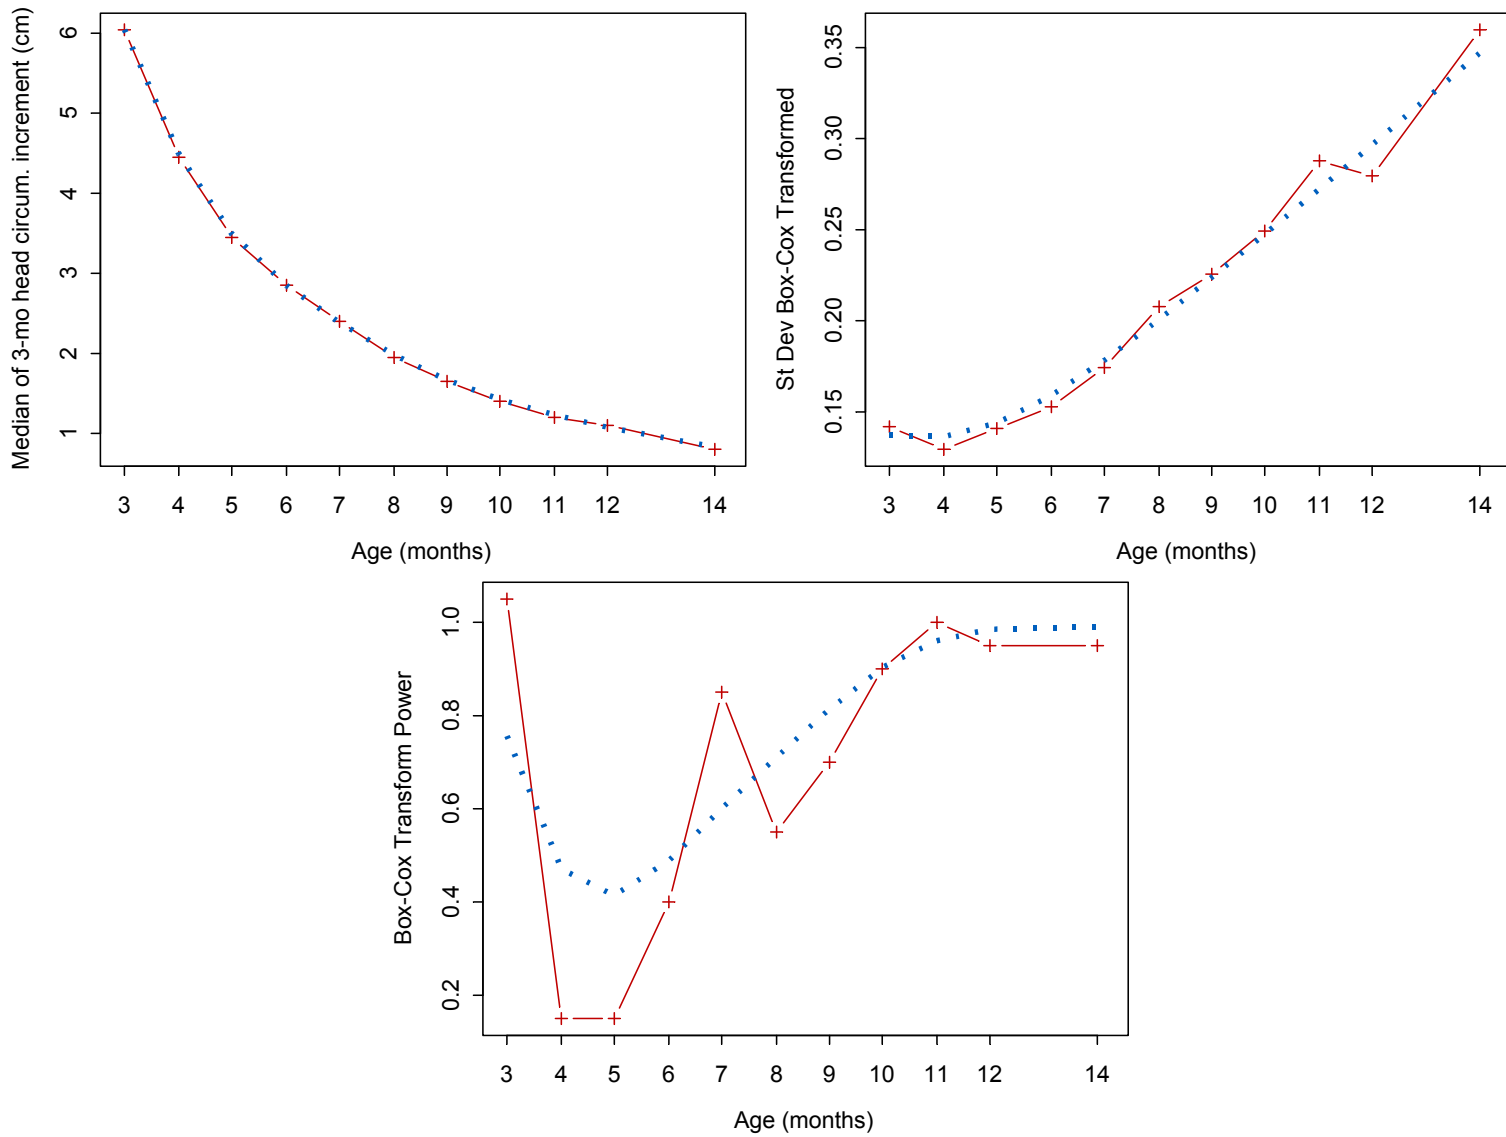 Median of 3-mo head circum. increment (cm)
6
5
4
3
2
1
3 4 5 6 7 8 9 10 11 12 14
Age (months)
St Dev Box-Cox Transformed
0.35
0.30
0.25
0.20
0.15
3 4 5 6 7 8 9 10 11 12 14
Age (months)
Box-Cox Transform Power
1.0
0.8
0.6
0.4
0.2
3 4 5 6 7 8 9 10 11 12 14
Age (months)